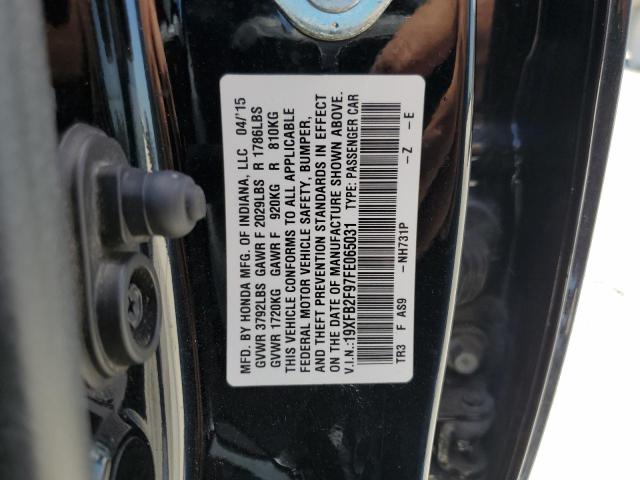 MFD. BY HONDA MFG. OF INDIANA, LLC 04/'15
GVWR 3792LBS GAWR F 2029LBS R 1786LBS
GVWR 1720KG GAWR F 920KG R 810KG
THIS VEHICLE CONFORMS TO ALL APPLICABLE
FEDERAL MOTOR VEHICLE SAFETY, BUMPER,
AND THEFT PREVENTION STANDARDS IN EFFECT
ON THE DATE OF MANUFACTURE SHOWN ABOVE.
V.I.N.:19XFB2F97FE065031 TYPE: PASSENGER CAR
TR3 F AS9 -NH731P -Z -E